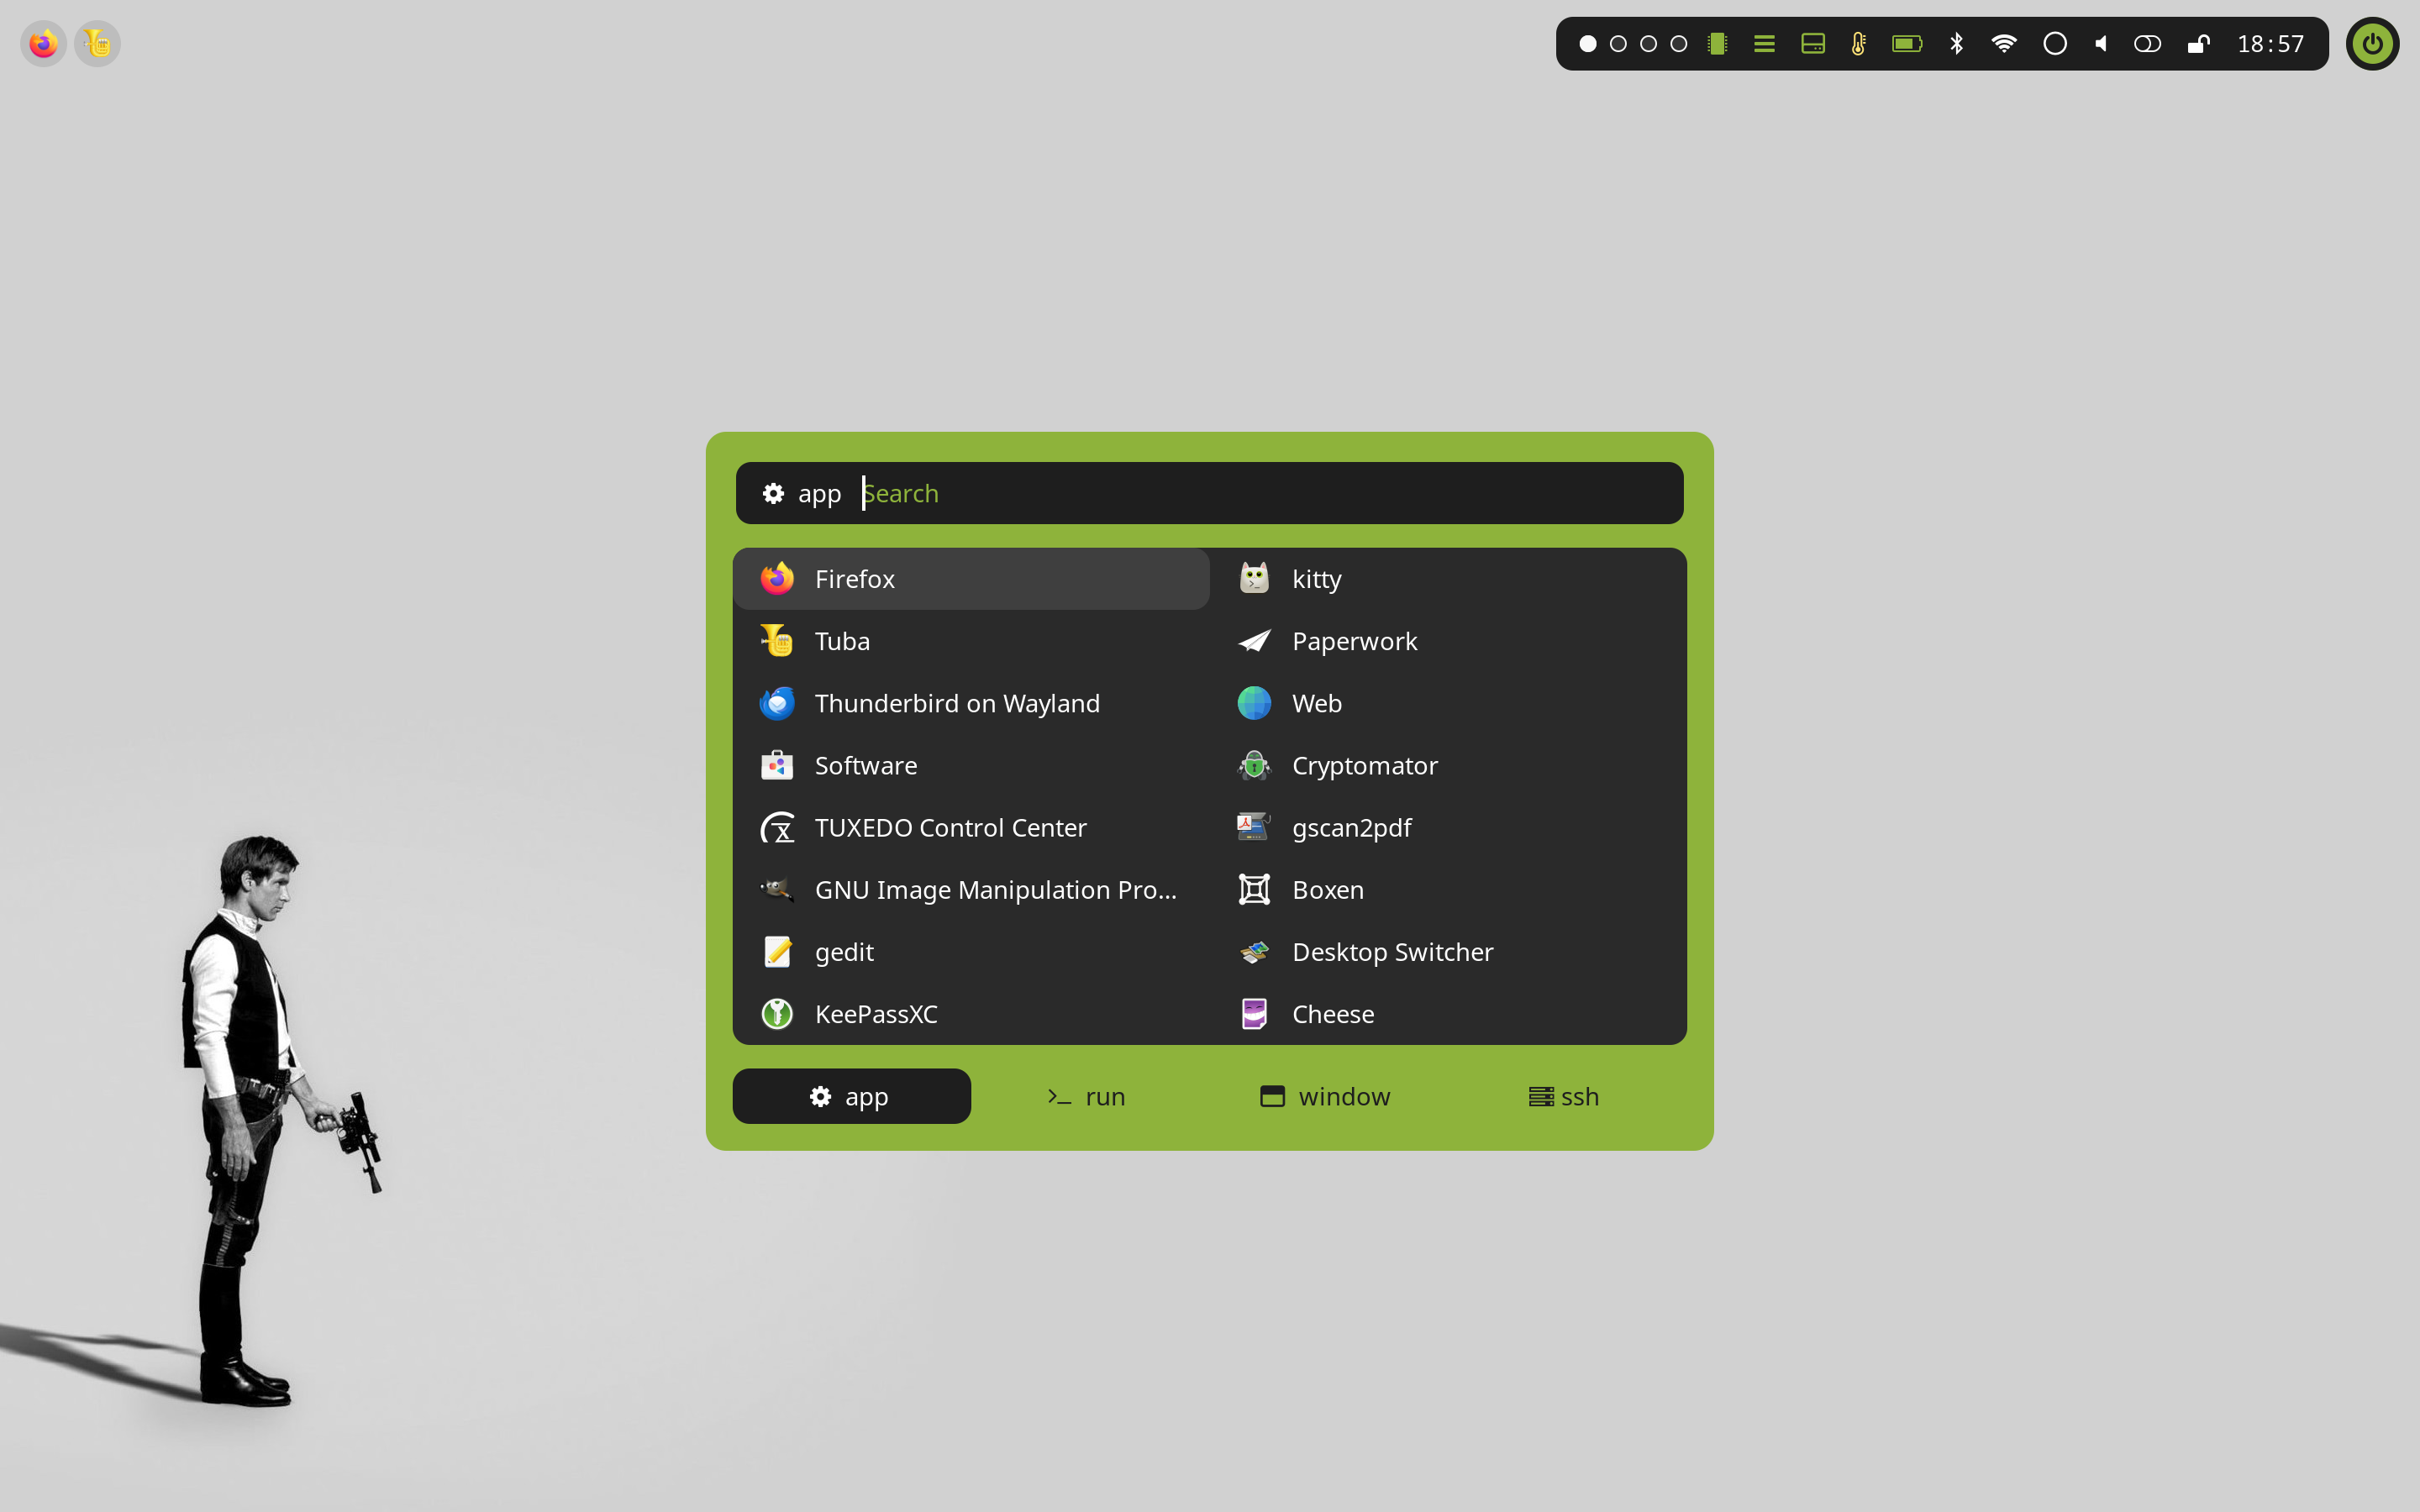 18:57
app Search
Firefox
kitty
Tuba
Paperwork
Thunderbird on Wayland
Web
Software
Cryptomator
TUXEDO Control Center
gscan2pdf
GNU Image Manipulation Pro...
Boxen
gedit
Desktop Switcher
KeePassXC
Cheese
app
run
window
ssh